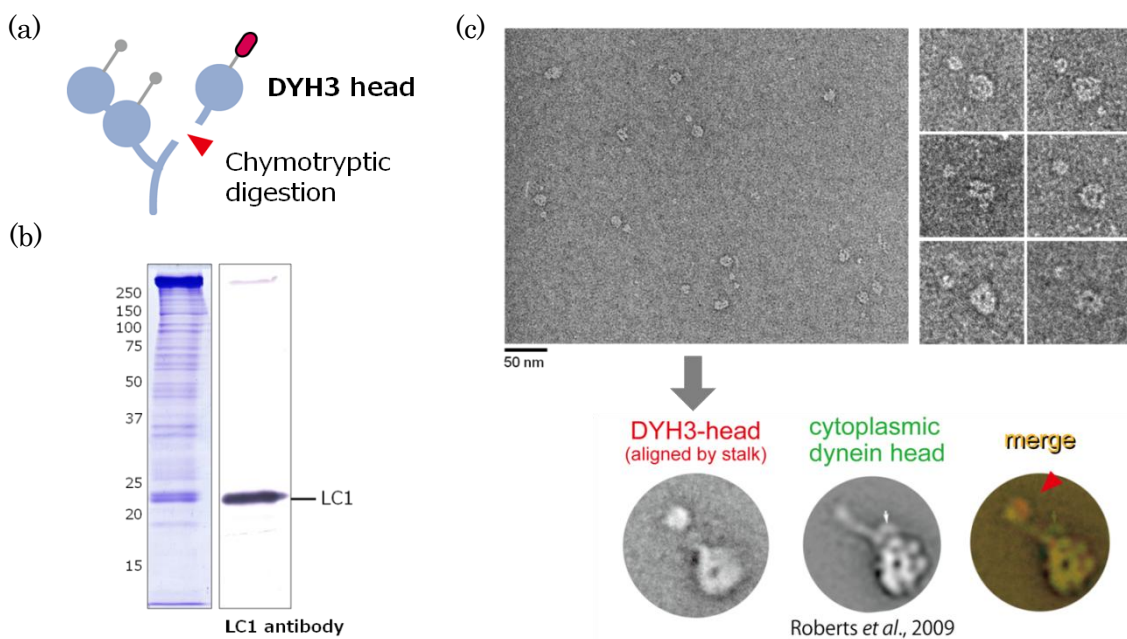 (a)
DYH3 head
Chymotryptic
digestion
(b)
250
150
100
75
50
37
25
20
15
LC1
LC1 antibody
(c)
50 nm
DYH3-head
(aligned by stalk)
cytoplasmic
dynein head
merge
Roberts et al., 2009